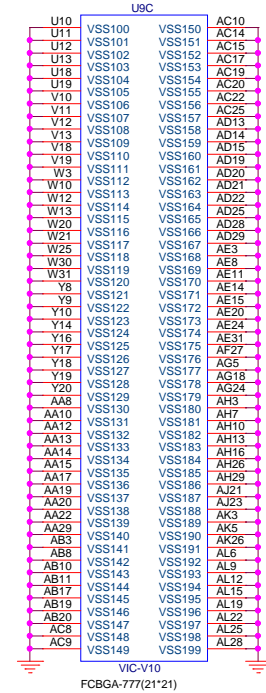 U9C
U10 VSS100 VSS150 AC10
U11 VSS101 VSS151 AC14
U12 VSS102 VSS152 AC15
U13 VSS103 VSS153 AC17
U18 VSS104 VSS154 AC19
U19 VSS105 VSS155 AC20
V10 VSS106 VSS156 AC22
V11 VSS107 VSS157 AC25
V12 VSS108 VSS158 AD13
V13 VSS109 VSS159 AD14
V18 VSS110 VSS160 AD15
V19 VSS111 VSS161 AD19
W3 VSS112 VSS162 AD20
W10 VSS113 VSS163 AD21
W12 VSS114 VSS164 AD22
W13 VSS115 VSS165 AD25
W20 VSS116 VSS166 AD28
W21 VSS117 VSS167 AD29
W25 VSS118 VSS168 AE3
W30 VSS119 VSS169 AE8
W31 VSS120 VSS170 AE11
Y8 VSS121 VSS171 AE14
Y9 VSS122 VSS172 AE15
Y10 VSS123 VSS173 AE20
Y14 VSS124 VSS174 AE24
Y16 VSS125 VSS175 AE31
Y17 VSS126 VSS176 AF27
Y18 VSS127 VSS177 AG5
Y19 VSS128 VSS178 AG18
Y20 VSS129 VSS179 AG24
AA8 VSS130 VSS180 AH3
AA10 VSS131 VSS181 AH7
AA12 VSS132 VSS182 AH10
AA13 VSS133 VSS183 AH13
AA14 VSS134 VSS184 AH16
AA15 VSS135 VSS185 AH26
AA17 VSS136 VSS186 AH29
AA19 VSS137 VSS187 AJ21
AA20 VSS138 VSS188 AJ23
AA22 VSS139 VSS189 AK3
AA29 VSS140 VSS190 AK5
AB3 VSS141 VSS191 AK26
AB8 VSS142 VSS192 AL6
AB10 VSS143 VSS193 AL9
AB11 VSS144 VSS194 AL12
AB17 VSS145 VSS195 AL15
AB19 VSS146 VSS196 AL19
AB20 VSS147 VSS197 AL22
AC8 VSS148 VSS198 AL25
AC9 VSS149 VSS199 AL28
VIC-V10
FCBGA-777(21*21)